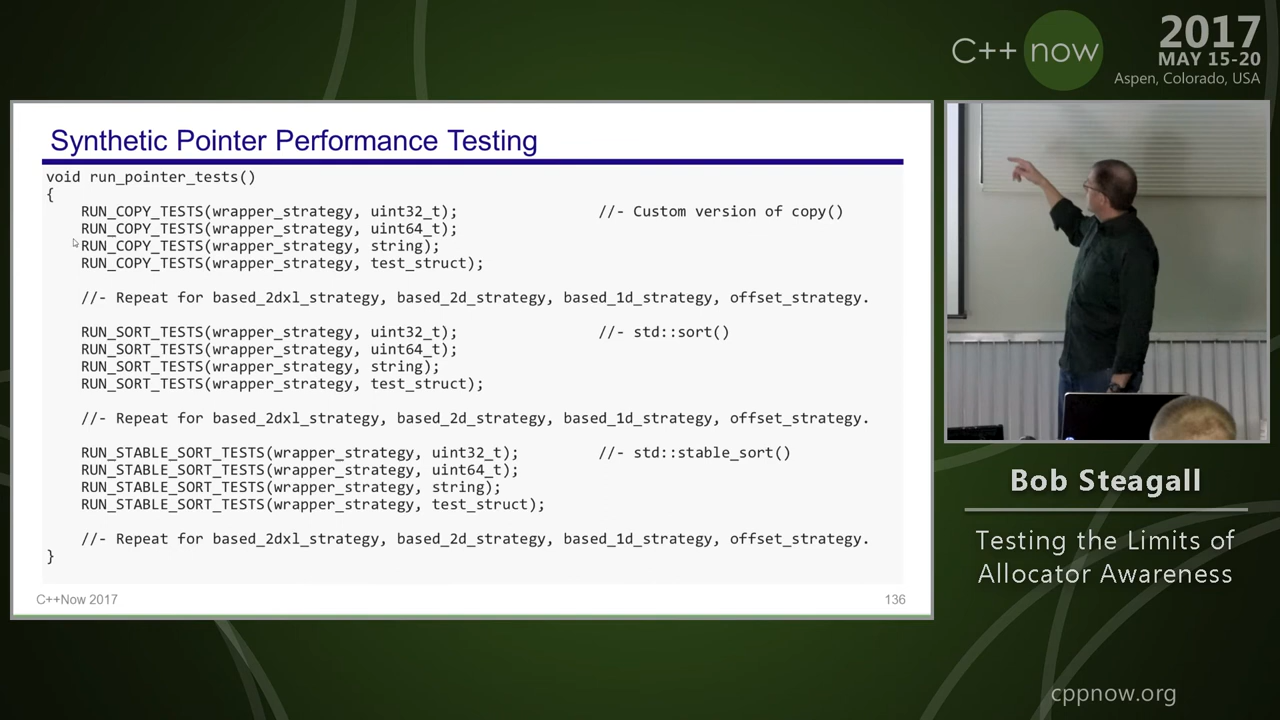 C++ now
2017
MAY 15-20
Aspen, Colorado, USA
Synthetic Pointer Performance Testing
void run_pointer_tests()
{
    RUN_COPY_TESTS(wrapper_strategy, uint32_t);                //- Custom version of copy()
    RUN_COPY_TESTS(wrapper_strategy, uint64_t);
    RUN_COPY_TESTS(wrapper_strategy, string);
    RUN_COPY_TESTS(wrapper_strategy, test_struct);
    //- Repeat for based_2dxl_strategy, based_2d_strategy, based_1d_strategy, offset_strategy.
    RUN_SORT_TESTS(wrapper_strategy, uint32_t);                //- std::sort()
    RUN_SORT_TESTS(wrapper_strategy, uint64_t);
    RUN_SORT_TESTS(wrapper_strategy, string);
    RUN_SORT_TESTS(wrapper_strategy, test_struct);
    //- Repeat for based_2dxl_strategy, based_2d_strategy, based_1d_strategy, offset_strategy.
    RUN_STABLE_SORT_TESTS(wrapper_strategy, uint32_t);         //- std::stable_sort()
    RUN_STABLE_SORT_TESTS(wrapper_strategy, uint64_t);
    RUN_STABLE_SORT_TESTS(wrapper_strategy, string);
    RUN_STABLE_SORT_TESTS(wrapper_strategy, test_struct);
    //- Repeat for based_2dxl_strategy, based_2d_strategy, based_1d_strategy, offset_strategy.
}
C++Now 2017 136
Bob Steagall
Testing the Limits of
Allocator Awareness
cppnow.org